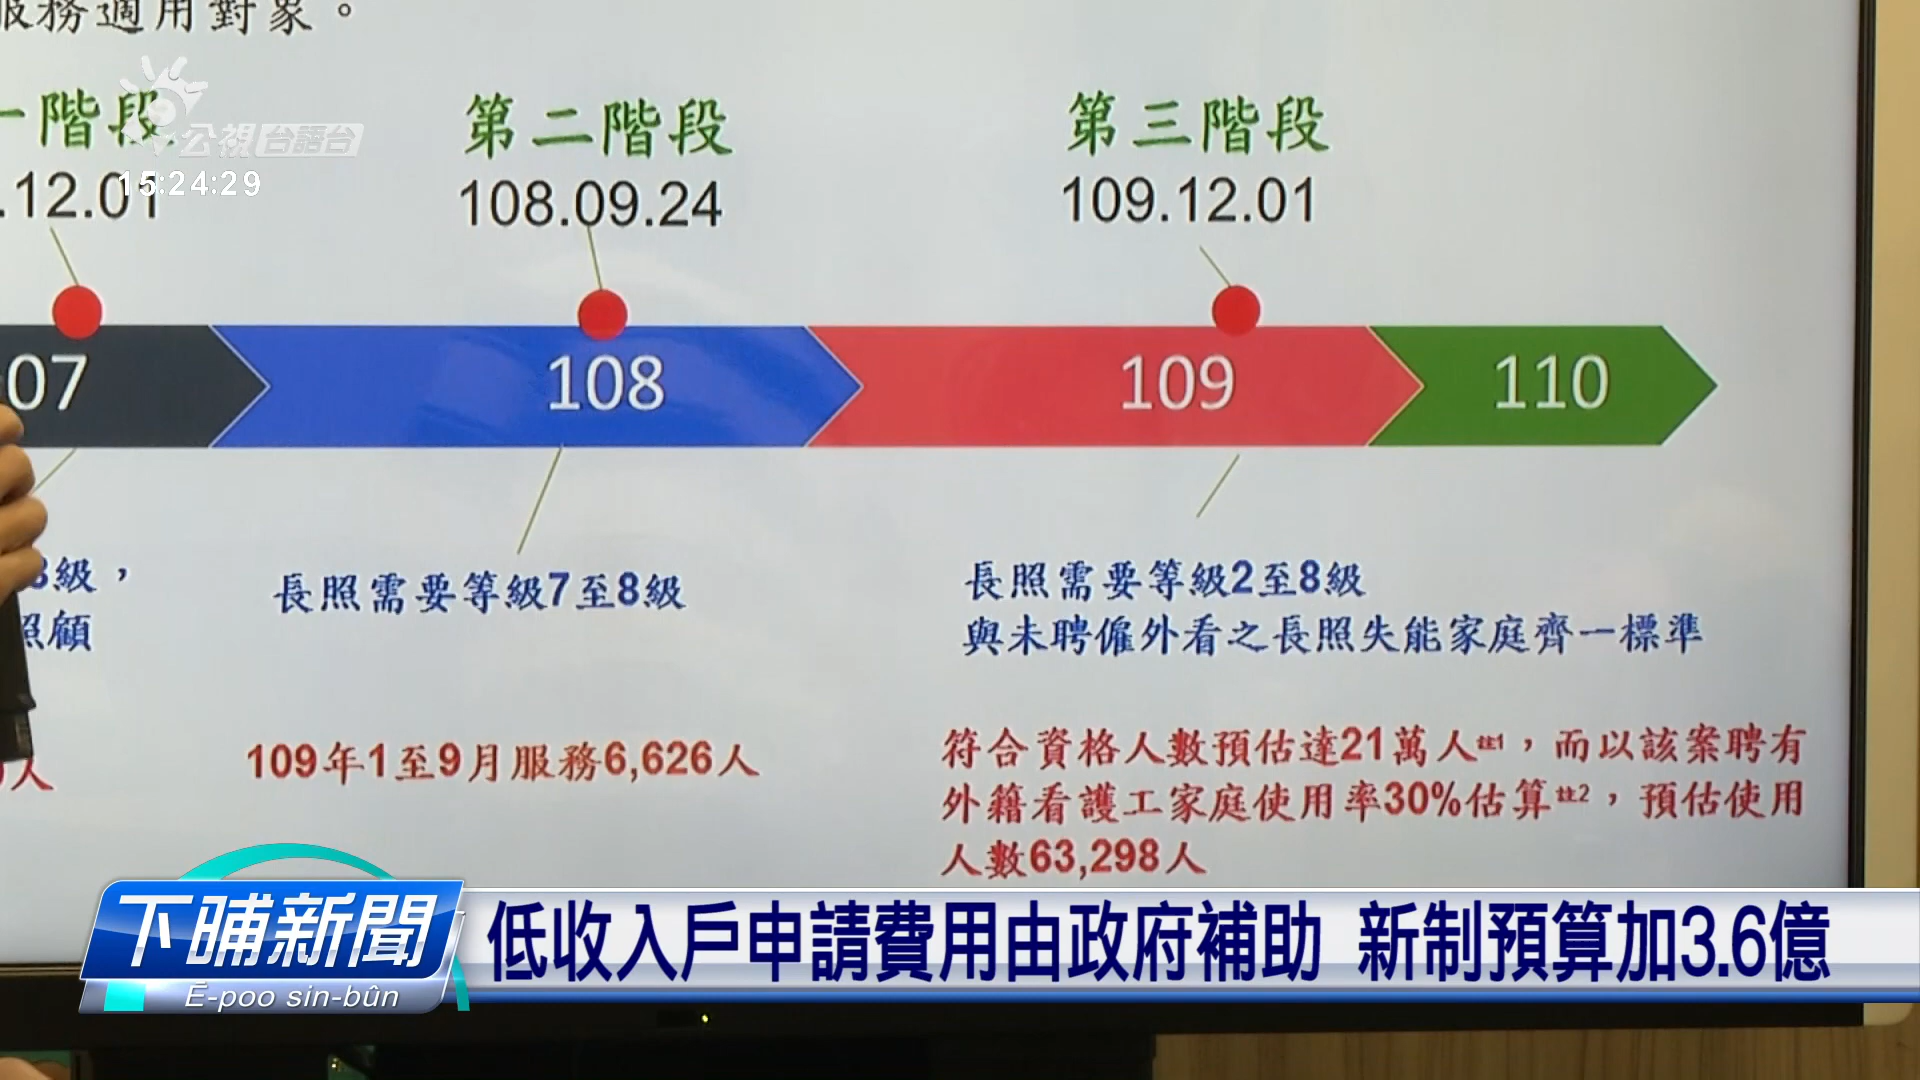 服務適用對象。
一階段
第二階段
第三階段
公視台語台
15:24:29
.12.01
108.09.24
109.12.01
07
108
109
110
8級，
照顧
長照需要等級7至8級
長照需要等級2至8級
與未聘僱外看之長照失能家庭齊一標準
人
109年1至9月服務6,626人
符合資格人數預估達21萬人註1，而以該案聘有
外籍看護工家庭使用率30%估算註2，預估使用
人數63,298人
下晡新聞
Ē-poo sin-bûn
低收入戶申請費用由政府補助 新制預算加3.6億